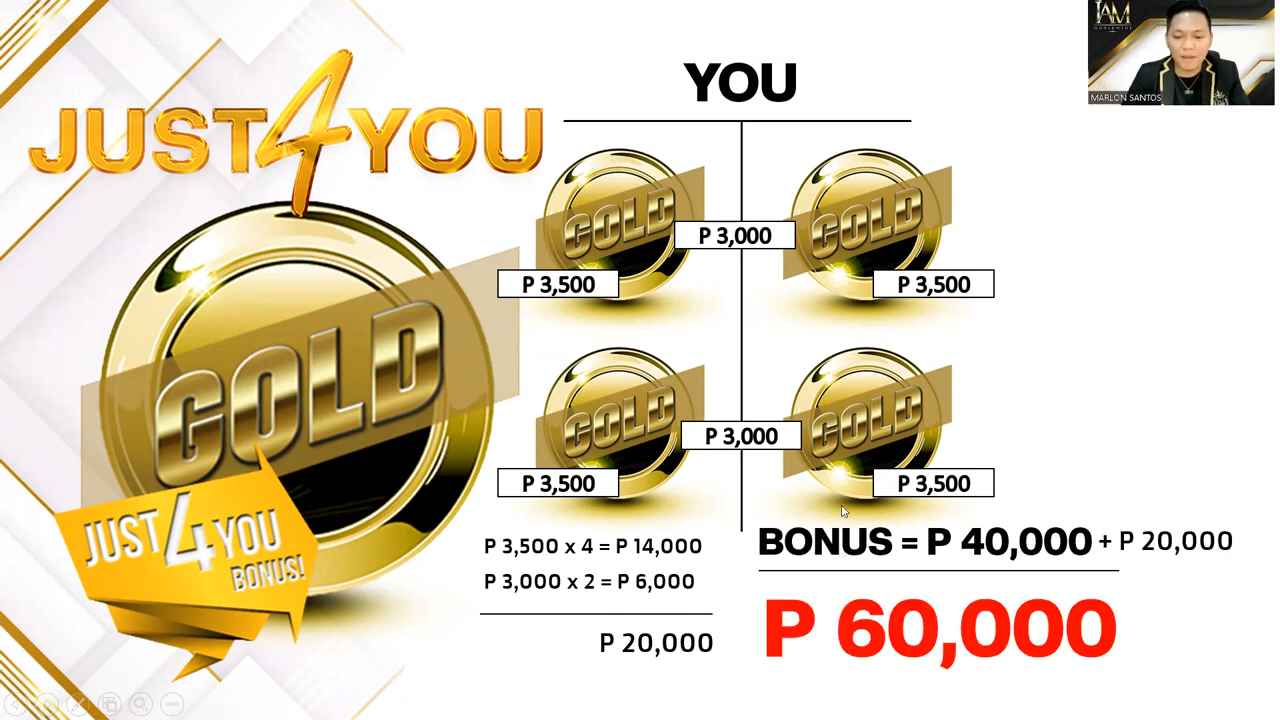 JUST4YOU
GOLD
JUST 4 YOU
BONUS!
YOU
GOLD
GOLD
P 3,000
P 3,500
P 3,500
GOLD
GOLD
P 3,000
P 3,500
P 3,500
P 3,500 x 4 = P 14,000
P 3,000 x 2 = P 6,000
P 20,000
BONUS = P 40,000 + P 20,000
P 60,000
IAM
WORLDWIDE
MARLON SANTOS